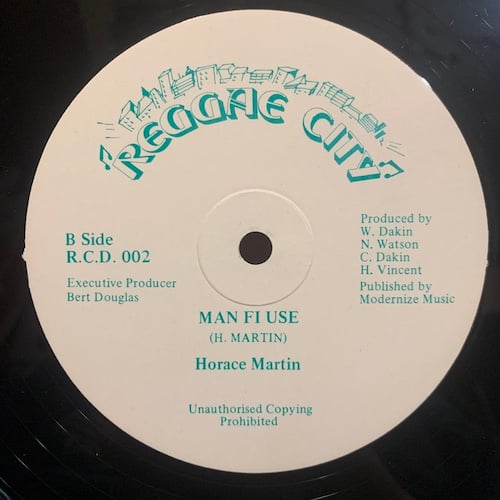 REGGAE CITY
B Side
R.C.D. 002
Executive Producer
Bert Douglas
Produced by
W. Dakin
N. Watson
C. Dakin
H. Vincent
Published by
Modernize Music
MAN FI USE
(H. MARTIN)
Horace Martin
Unauthorised Copying
Prohibited